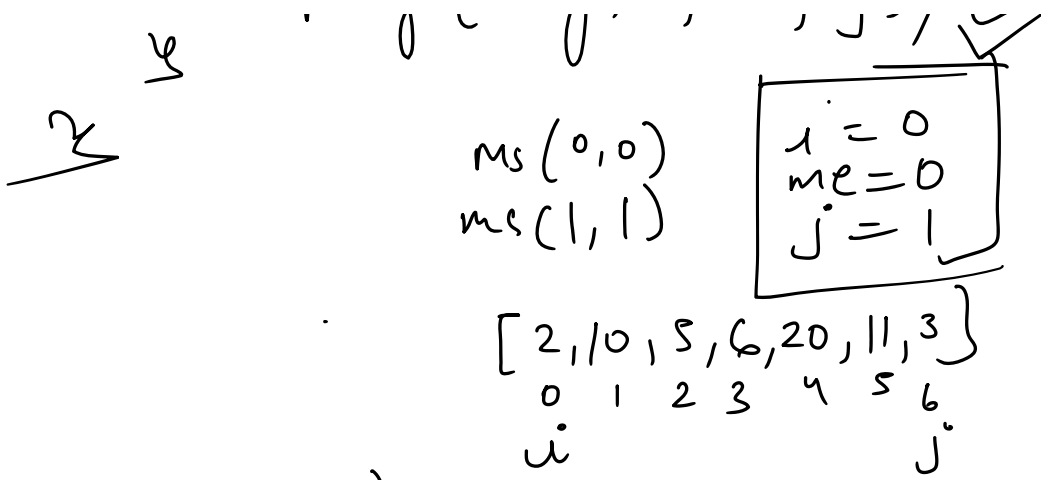 ms(0,0)
ms(1,1)
i = 0
me = 0
j = 1
[2,10,5,6,20,11,3]
0 1 2 3 4 5 6
i j